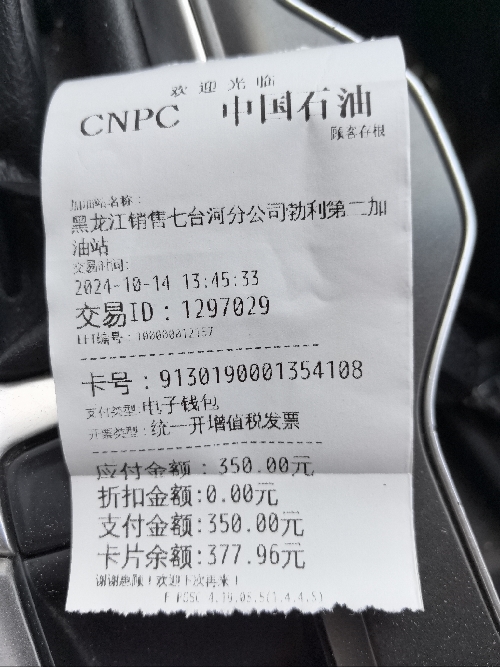 欢迎光临
CNPC 中国石油
顾客存根
加油站名称：
黑龙江销售七台河分公司勃利第二加
油站
交易时间：
2024-10-14 13:45:33
交易ID：1297029
卡号：9130190001354108
支付类型:电子钱包
开票类型:统一开增值税发票
应付金额：350.00元
折扣金额:0.00元
支付金额:350.00元
卡片余额:377.96元
谢谢惠顾！欢迎下次再来！